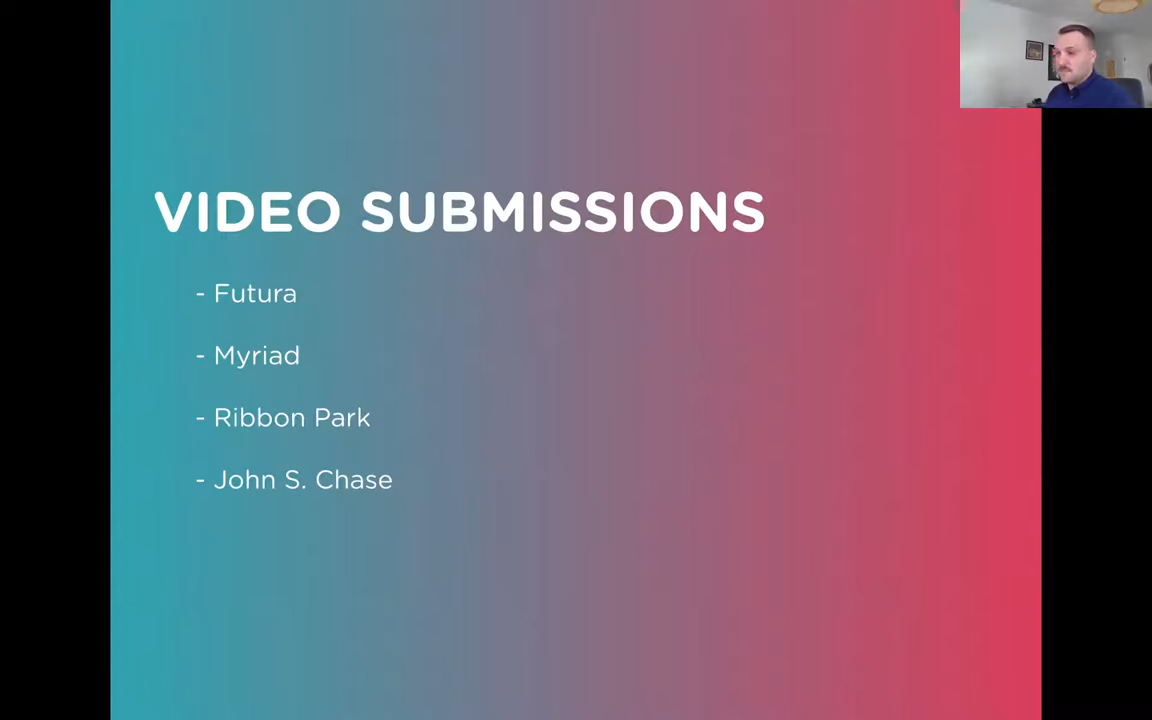 VIDEO SUBMISSIONS
- Futura
- Myriad
- Ribbon Park
- John S. Chase